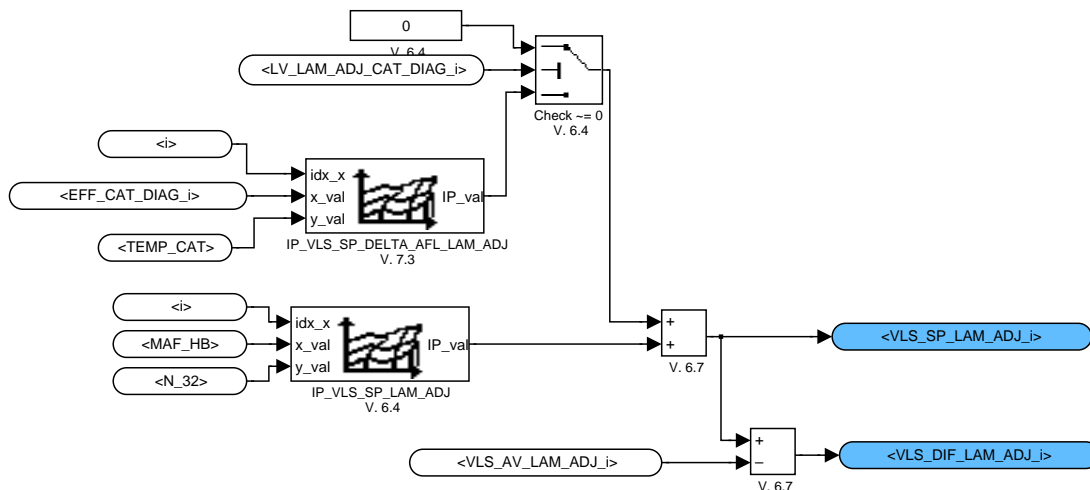 0
V. 6.4
<LV_LAM_ADJ_CAT_DIAG_i>
Check ~= 0
V. 6.4
<i>
<EFF_CAT_DIAG_i>
<TEMP_CAT>
idx_x
x_val
y_val
IP_val
IP_VLS_SP_DELTA_AFL_LAM_ADJ
V. 7.3
<i>
<MAF_HB>
<N_32>
idx_x
x_val
y_val
IP_val
IP_VLS_SP_LAM_ADJ
V. 6.4
+
+
V. 6.7
<VLS_SP_LAM_ADJ_i>
<VLS_AV_LAM_ADJ_i>
+
−
V. 6.7
<VLS_DIF_LAM_ADJ_i>